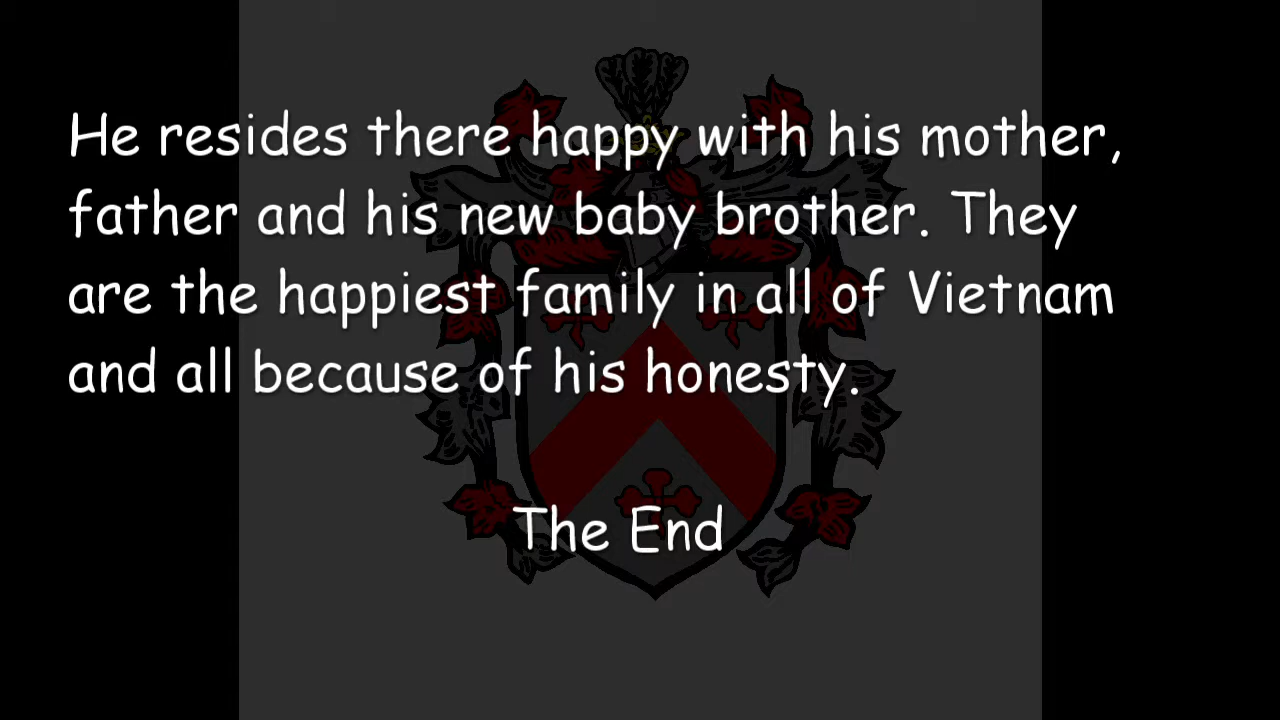 He resides there happy with his mother,
father and his new baby brother. They
are the happiest family in all of Vietnam
and all because of his honesty.
The End